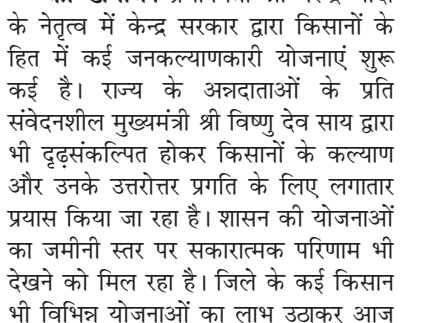 के नेतृत्व में केन्द्र सरकार द्वारा किसानों के
हित में कई जनकल्याणकारी योजनाएं शुरू
कई है। राज्य के अन्नदाताओं के प्रति
संवेदनशील मुख्यमंत्री श्री विष्णु देव साय द्वारा
भी दृढ़संकल्पित होकर किसानों के कल्याण
और उनके उत्तरोत्तर प्रगति के लिए लगातार
प्रयास किया जा रहा है। शासन की योजनाओं
का जमीनी स्तर पर सकारात्मक परिणाम भी
देखने को मिल रहा है। जिले के कई किसान
भी विभिन्न योजनाओं का लाभ उठाकर आज